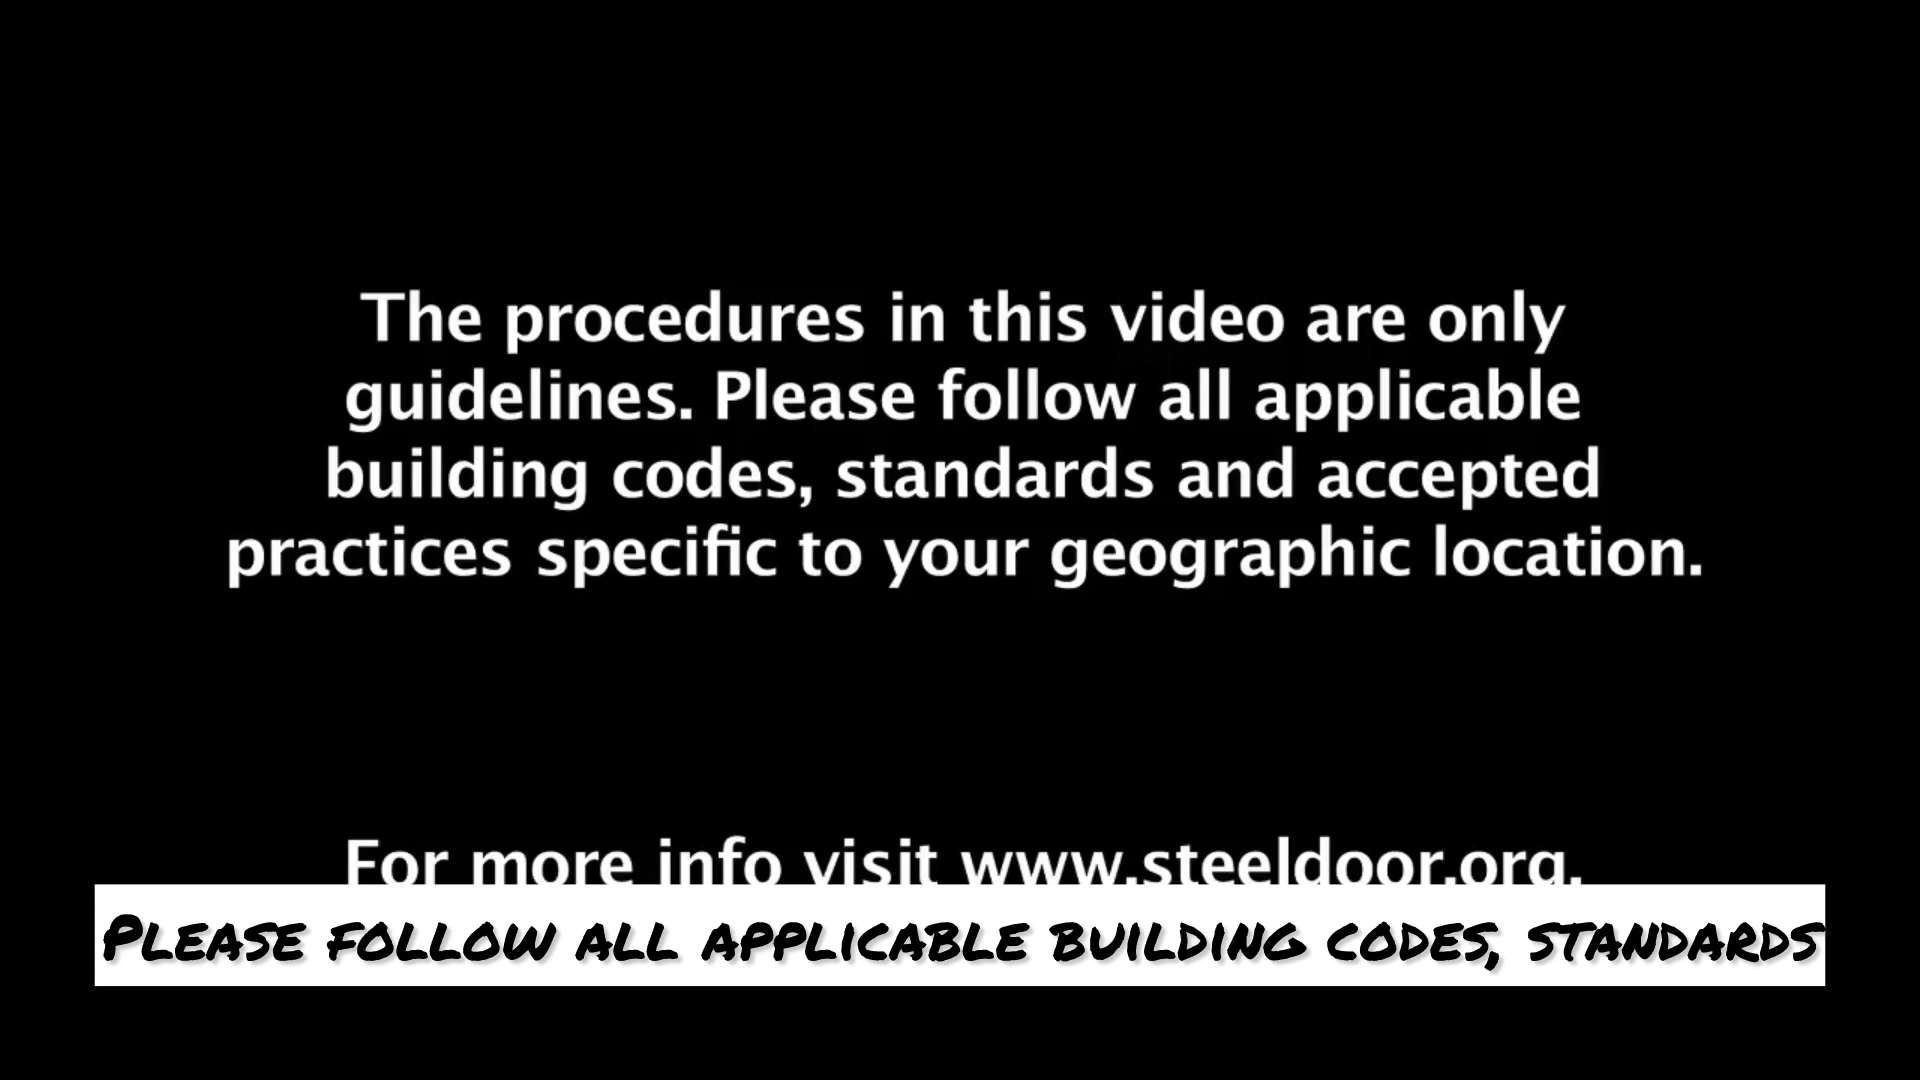 The procedures in this video are only
guidelines. Please follow all applicable
building codes, standards and accepted
practices specific to your geographic location.
For more info visit www.steeldoor.org.
Please follow all applicable building codes, standards